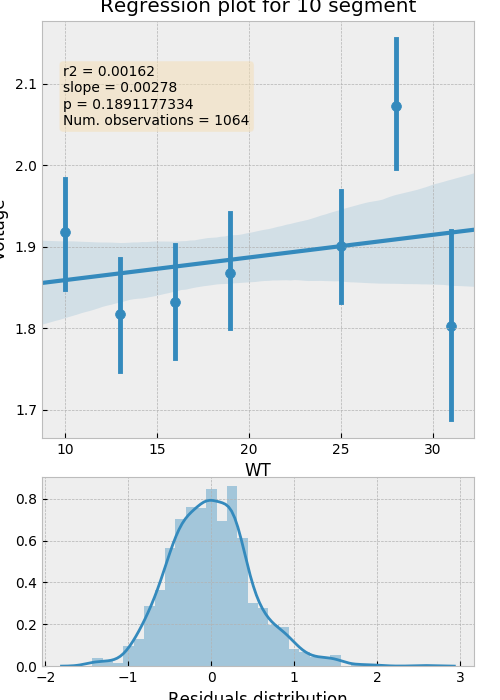 Regression plot for 10 segment
r2 = 0.00162
slope = 0.00278
p = 0.1891177334
Num. observations = 1064
2.1
2.0
1.9
1.8
1.7
Voltage
10 15 20 25 30
WT
0.8
0.6
0.4
0.2
0.0
−2 −1 0 1 2 3
Residuals distribution